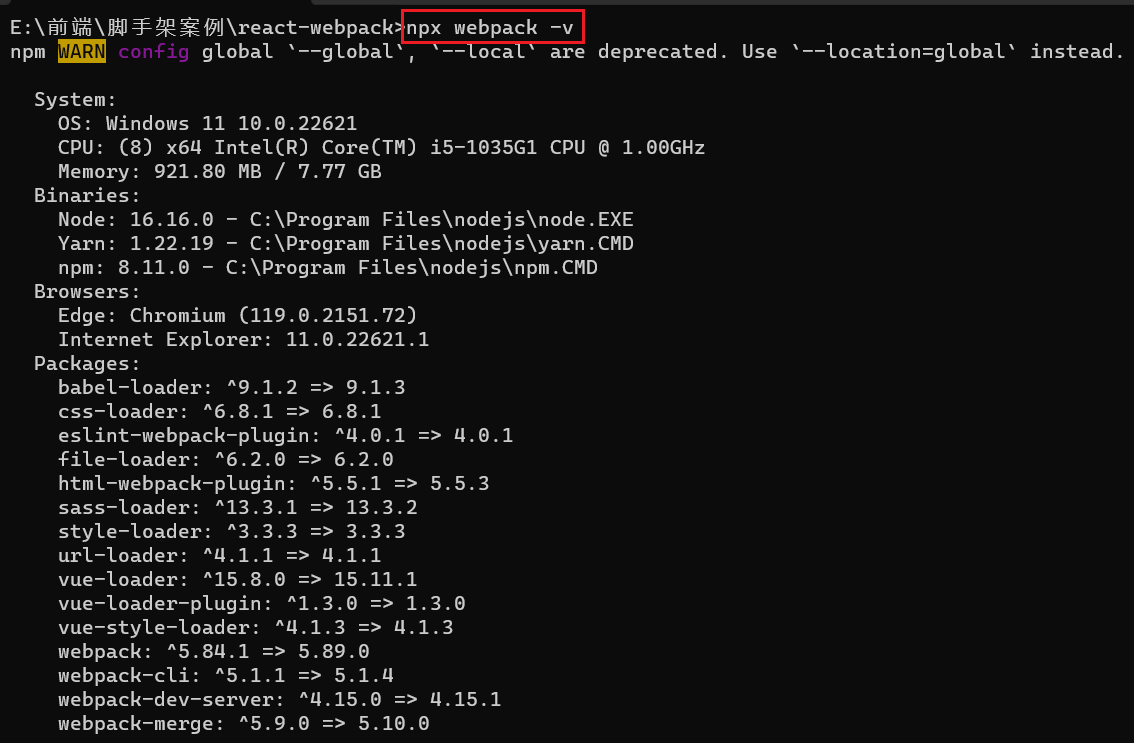 E:\前端\脚手架案例\react-webpack>npx webpack -v
npm WARN config global `--global`, `--local` are deprecated. Use `--location=global` instead.
System:
OS: Windows 11 10.0.22621
CPU: (8) x64 Intel(R) Core(TM) i5-1035G1 CPU @ 1.00GHz
Memory: 921.80 MB / 7.77 GB
Binaries:
Node: 16.16.0 - C:\Program Files\nodejs\node.EXE
Yarn: 1.22.19 - C:\Program Files\nodejs\yarn.CMD
npm: 8.11.0 - C:\Program Files\nodejs\npm.CMD
Browsers:
Edge: Chromium (119.0.2151.72)
Internet Explorer: 11.0.22621.1
Packages:
babel-loader: ^9.1.2 => 9.1.3
css-loader: ^6.8.1 => 6.8.1
eslint-webpack-plugin: ^4.0.1 => 4.0.1
file-loader: ^6.2.0 => 6.2.0
html-webpack-plugin: ^5.5.1 => 5.5.3
sass-loader: ^13.3.1 => 13.3.2
style-loader: ^3.3.3 => 3.3.3
url-loader: ^4.1.1 => 4.1.1
vue-loader: ^15.8.0 => 15.11.1
vue-loader-plugin: ^1.3.0 => 1.3.0
vue-style-loader: ^4.1.3 => 4.1.3
webpack: ^5.84.1 => 5.89.0
webpack-cli: ^5.1.1 => 5.1.4
webpack-dev-server: ^4.15.0 => 4.15.1
webpack-merge: ^5.9.0 => 5.10.0